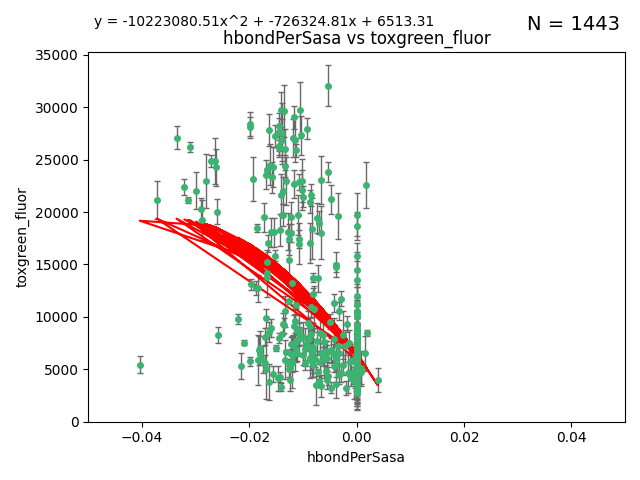 y = -10223080.51x^2 + -726324.81x + 6513.31
N = 1443
hbondPerSasa vs toxgreen_fluor
toxgreen_fluor
35000
30000
25000
20000
15000
10000
5000
0
−0.04
−0.02
0.00
0.02
0.04
hbondPerSasa